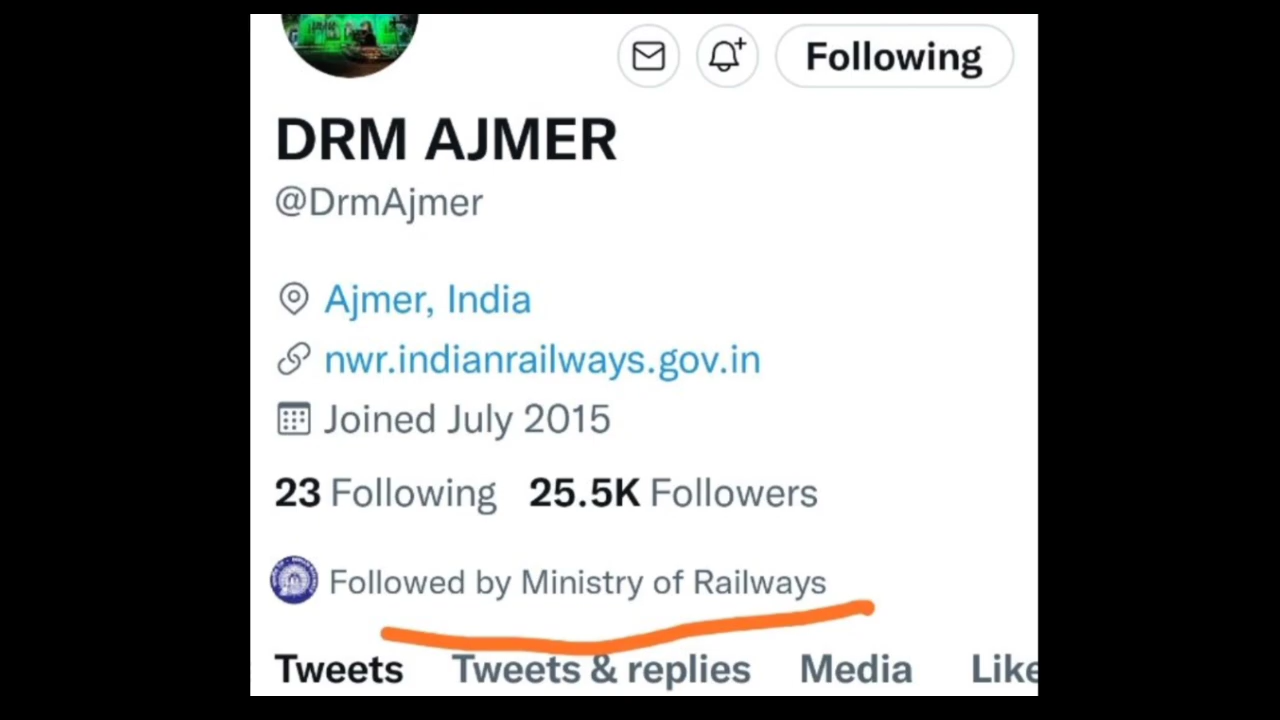 Following
DRM AJMER
@DrmAjmer
Ajmer, India
nwr.indianrailways.gov.in
Joined July 2015
23 Following 25.5K Followers
Followed by Ministry of Railways
Tweets Tweets & replies Media Like